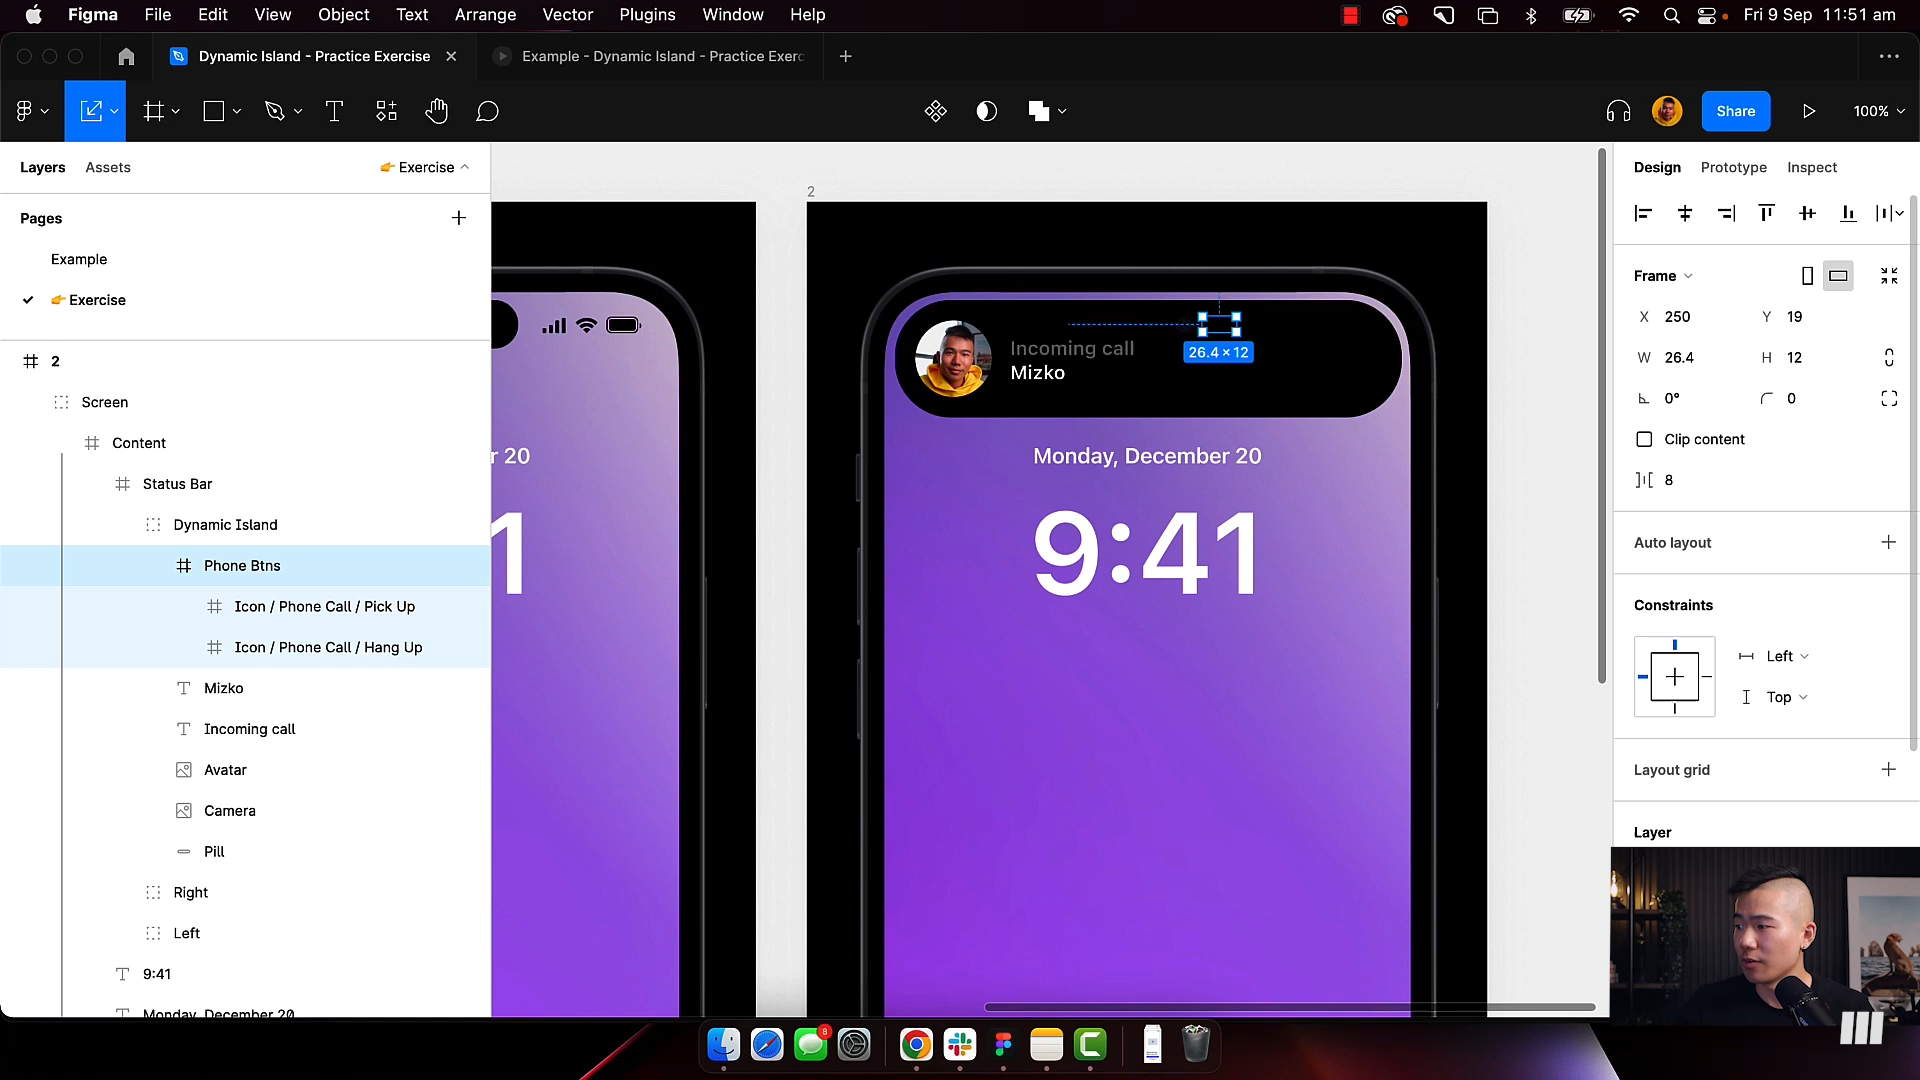 Figma File Edit View Object Text Arrange Vector Plugins Window Help Fri 9 Sep 11:51 am
Dynamic Island - Practice Exercise
Example - Dynamic Island - Practice Exerc
Share
100%
Layers Assets 👉 Exercise
Pages
Example
👉 Exercise
2
Screen
Content
Status Bar
Dynamic Island
Phone Btns
Icon / Phone Call / Pick Up
Icon / Phone Call / Hang Up
Mizko
Incoming call
Avatar
Camera
Pill
Right
Left
9:41
Monday, December 20
r 20
1
2
Incoming call
Mizko
26.4 × 12
Monday, December 20
9:41
Design Prototype Inspect
Frame
X 250 Y 19
W 26.4 H 12
0° 0
Clip content
8
Auto layout
Constraints
Left
Top
Layout grid
Layer
8